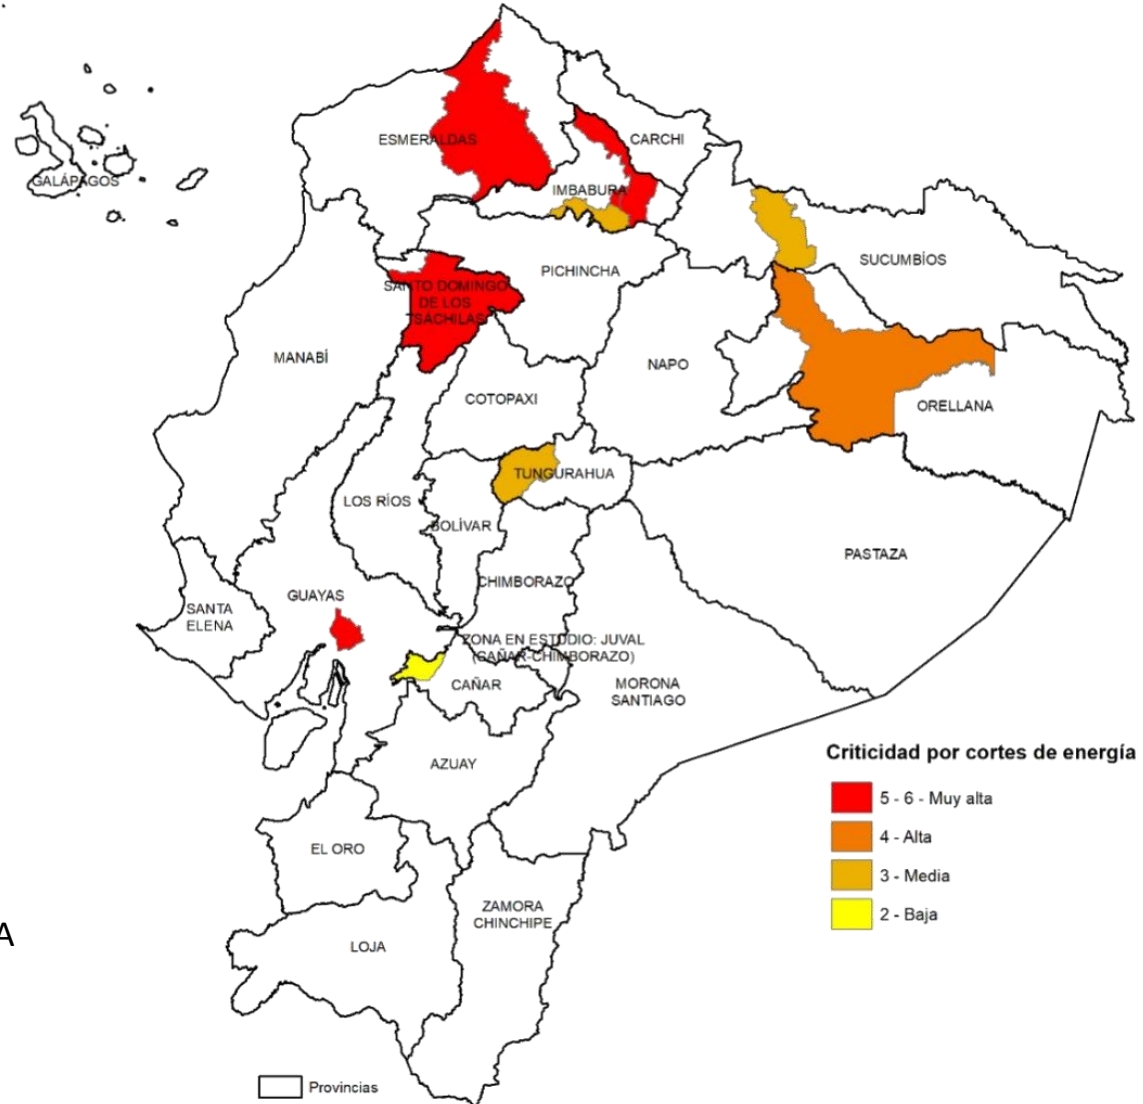 ESMERALDAS
CARCHI
GALÁPAGOS
IMBABURA
SUCUMBÍOS
PICHINCHA
SANTO DOMINGO
DE LOS
TSÁCHILAS
MANABÍ
NAPO
COTOPAXI
ORELLANA
TUNGURAHUA
LOS RÍOS
BOLÍVAR
PASTAZA
CHIMBORAZO
GUAYAS
SANTA
ELENA
ZONA EN ESTUDIO: JUVAL
(CAÑAR-CHIMBORAZO)
CAÑAR
MORONA
SANTIAGO
AZUAY
Criticidad por cortes de energía
5 - 6 - Muy alta
4 - Alta
3 - Media
2 - Baja
EL ORO
ZAMORA
CHINCHIPE
A
LOJA
Provincias